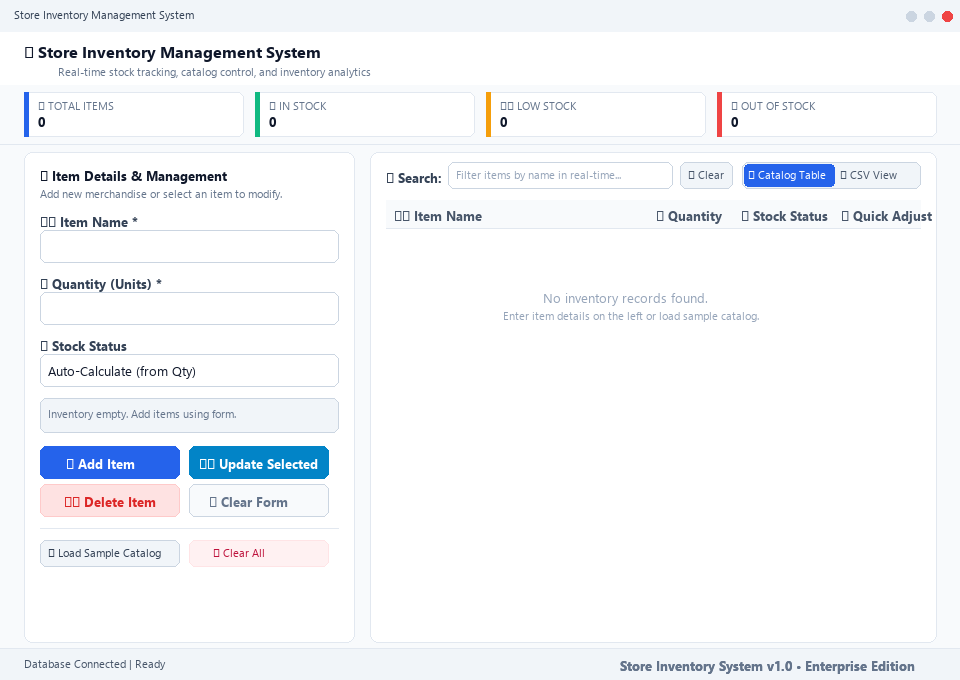 Store Inventory Management System
Store Inventory Management System
Real-time stock tracking, catalog control, and inventory analytics
TOTAL ITEMS
0
IN STOCK
0
LOW STOCK
0
OUT OF STOCK
0
Item Details & Management
Add new merchandise or select an item to modify.
Item Name *
Quantity (Units) *
Stock Status
Auto-Calculate (from Qty)
Inventory empty. Add items using form.
Add Item
Update Selected
Delete Item
Clear Form
Load Sample Catalog
Clear All
Search:
Filter items by name in real-time...
Clear
Catalog Table
CSV View
Item Name
Quantity
Stock Status
Quick Adjust
No inventory records found.
Enter item details on the left or load sample catalog.
Database Connected | Ready
Store Inventory System v1.0 • Enterprise Edition